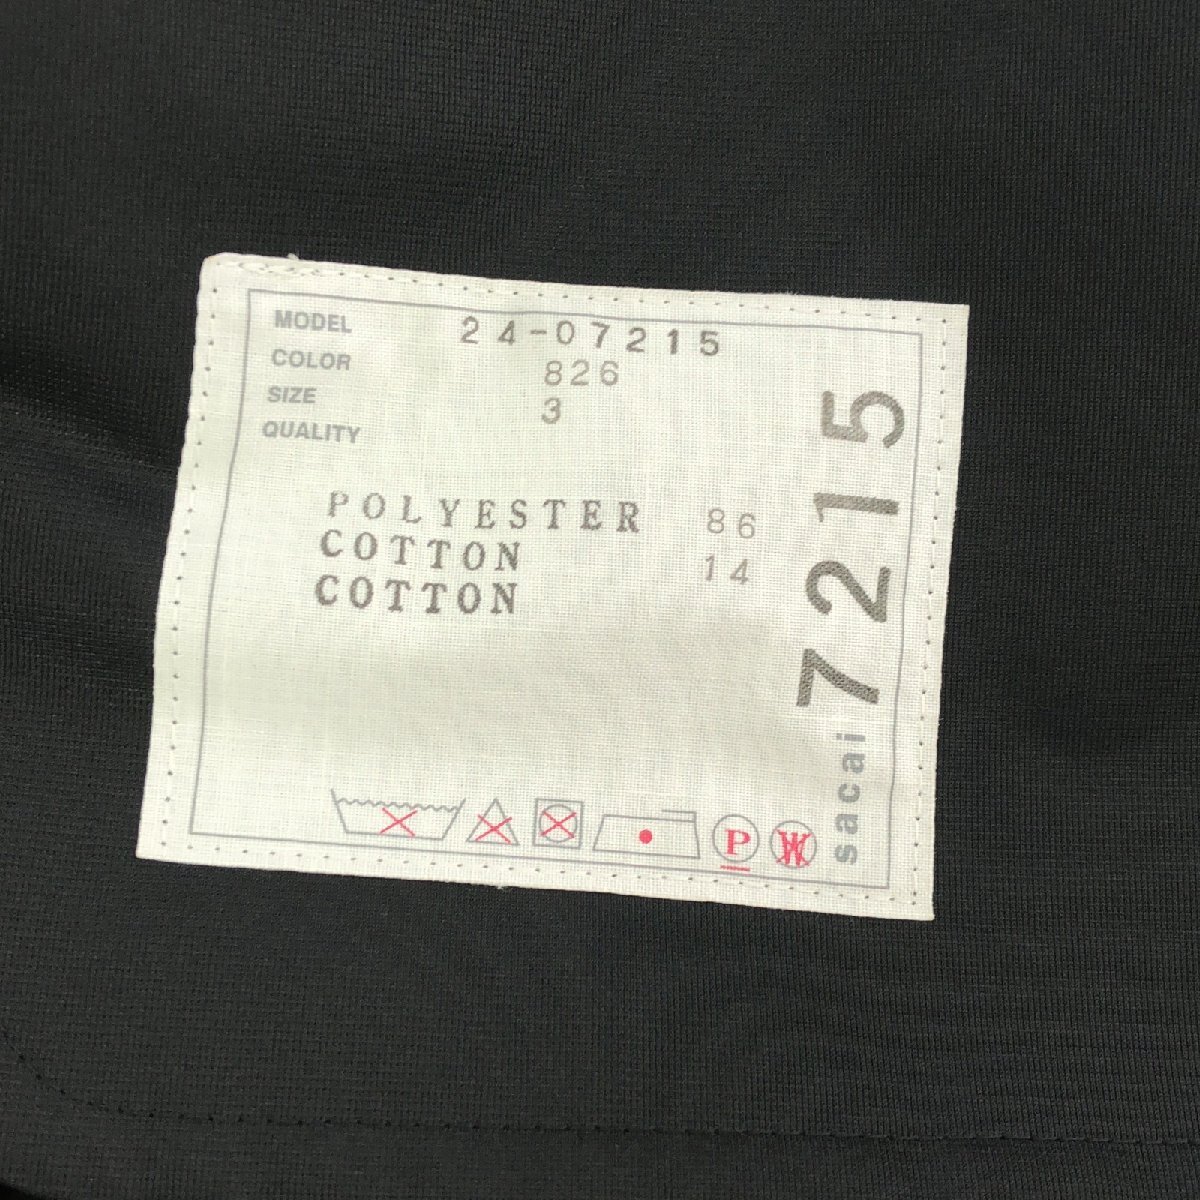 MODEL 24-07215
COLOR 826
SIZE 3
QUALITY
POLYESTER 86
COTTON 14
COTTON
P W
sacai 7215